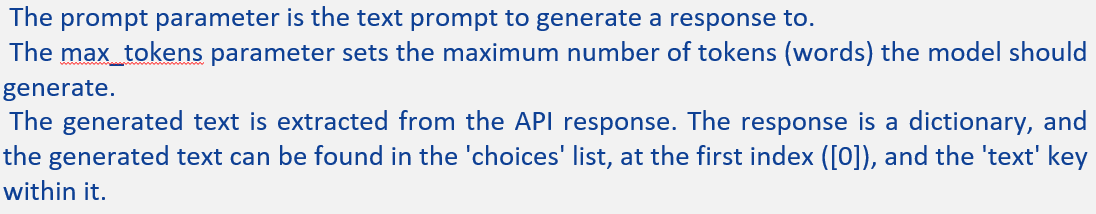 The prompt parameter is the text prompt to generate a response to.
The max_tokens parameter sets the maximum number of tokens (words) the model should
generate.
The generated text is extracted from the API response. The response is a dictionary, and
the generated text can be found in the 'choices' list, at the first index ([0]), and the 'text' key
within it.